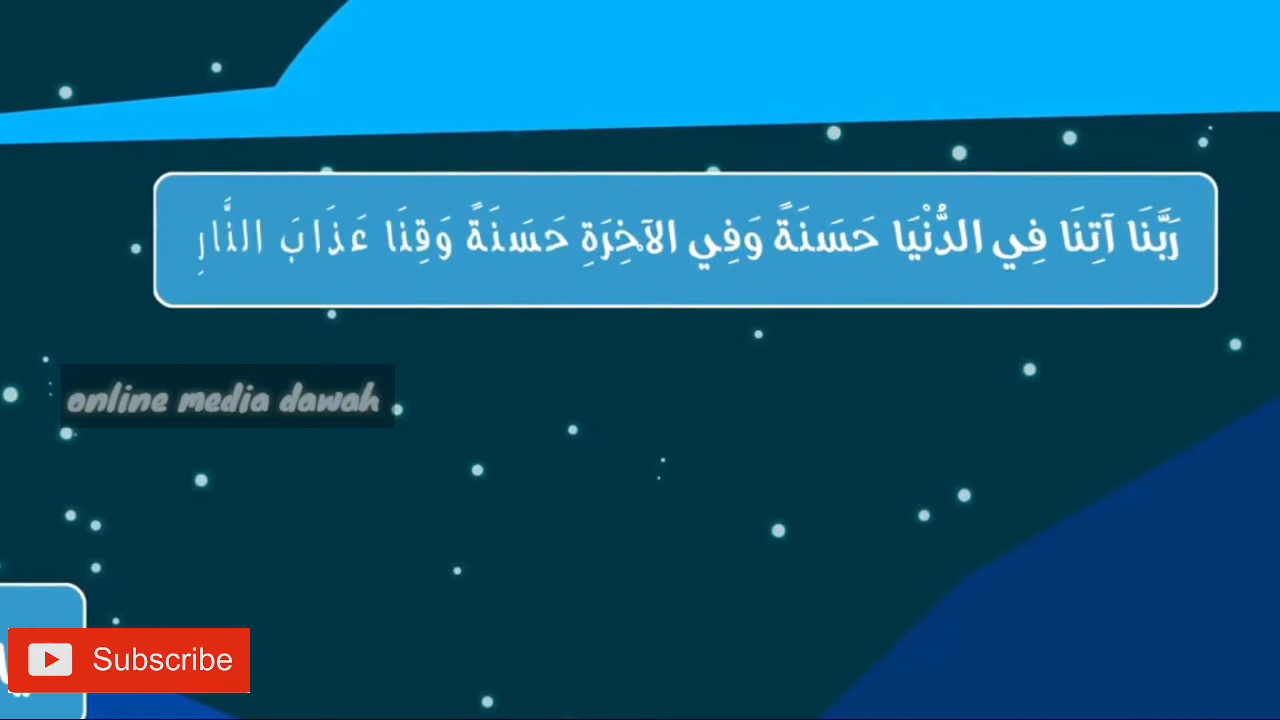 رَبَّنَا آتِنَا فِي الدُّنْيَا حَسَنَةً وَفِي الآخِرَةِ حَسَنَةً وَقِنَا عَذَابَ النَّارِ
online media dawah
Subscribe